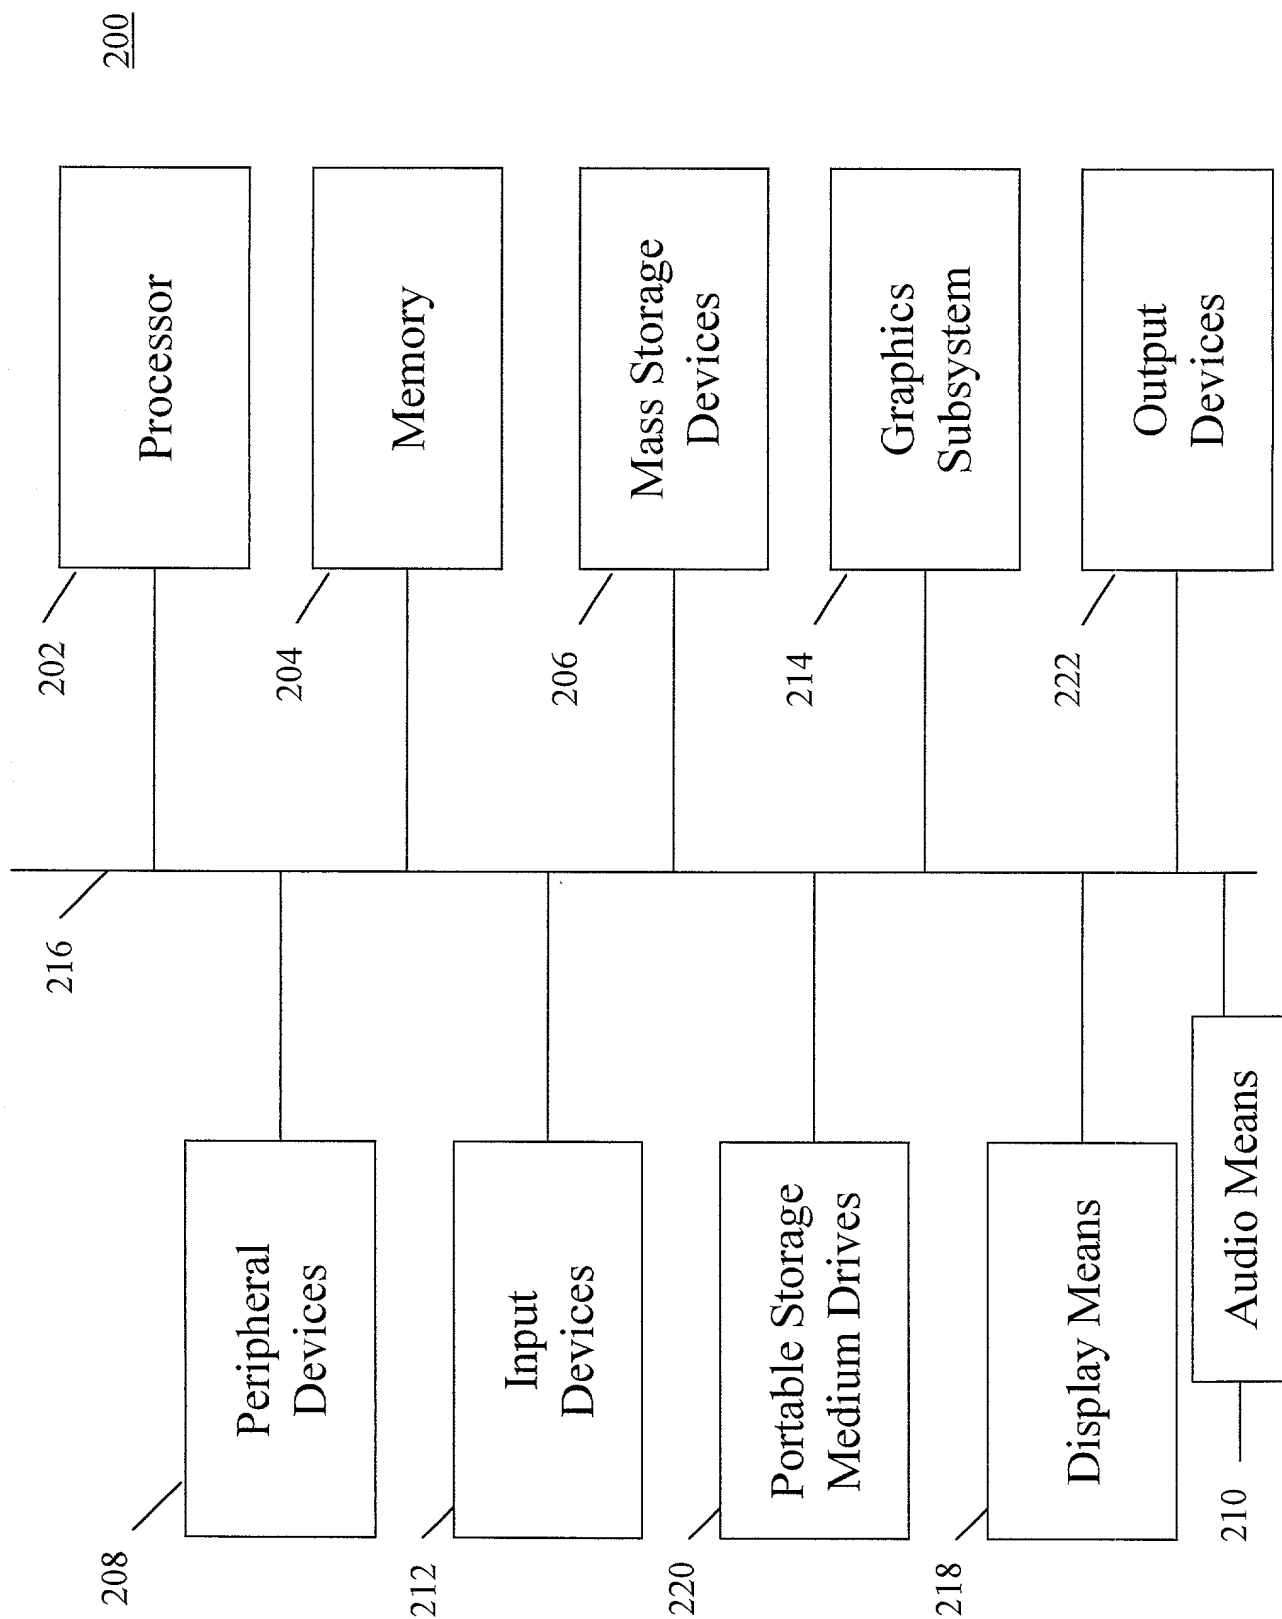 200
Processor
202
Memory
204
Mass Storage
Devices
206
Graphics
Subsystem
214
Output
Devices
222
216
Peripheral
Devices
208
Input
Devices
212
Portable Storage
Medium Drives
220
Display Means
218
Audio Means
210